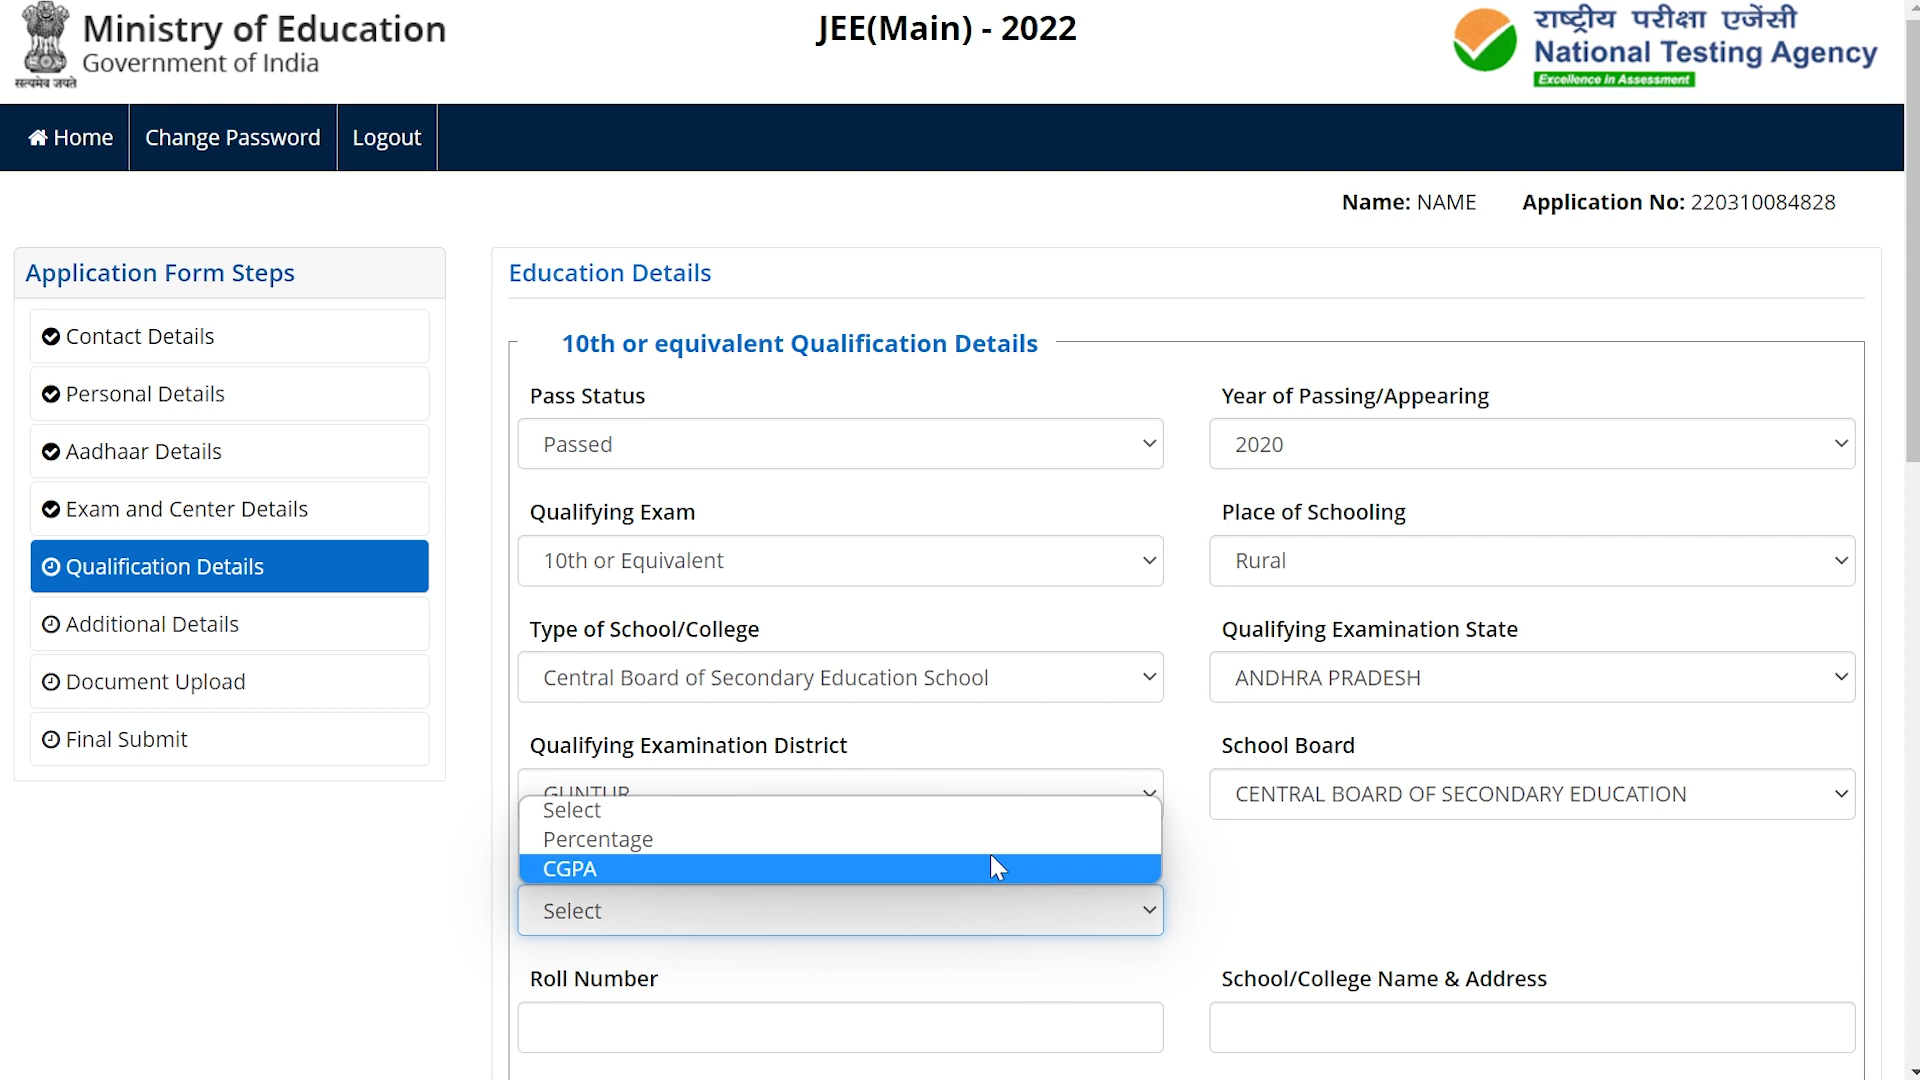 Ministry of Education
Government of India
सत्यमेव जयते
JEE(Main) - 2022
राष्ट्रीय परीक्षा एजेंसी
National Testing Agency
Excellence in Assessment
Home
Change Password
Logout
Name: NAME
Application No: 220310084828
Application Form Steps
Contact Details
Personal Details
Aadhaar Details
Exam and Center Details
Qualification Details
Additional Details
Document Upload
Final Submit
Education Details
10th or equivalent Qualification Details
Pass Status
Year of Passing/Appearing
Passed
2020
Qualifying Exam
Place of Schooling
10th or Equivalent
Rural
Type of School/College
Qualifying Examination State
Central Board of Secondary Education School
ANDHRA PRADESH
Qualifying Examination District
School Board
GUNTUR
CENTRAL BOARD OF SECONDARY EDUCATION
Select
Percentage
CGPA
Select
Roll Number
School/College Name & Address